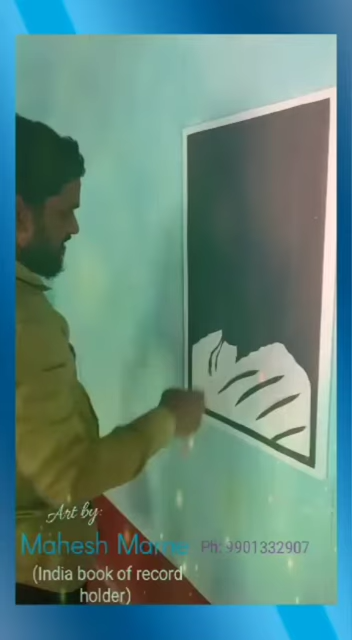 Art by:
Mahesh
Ph: 9901332907
(India book of record
holder)